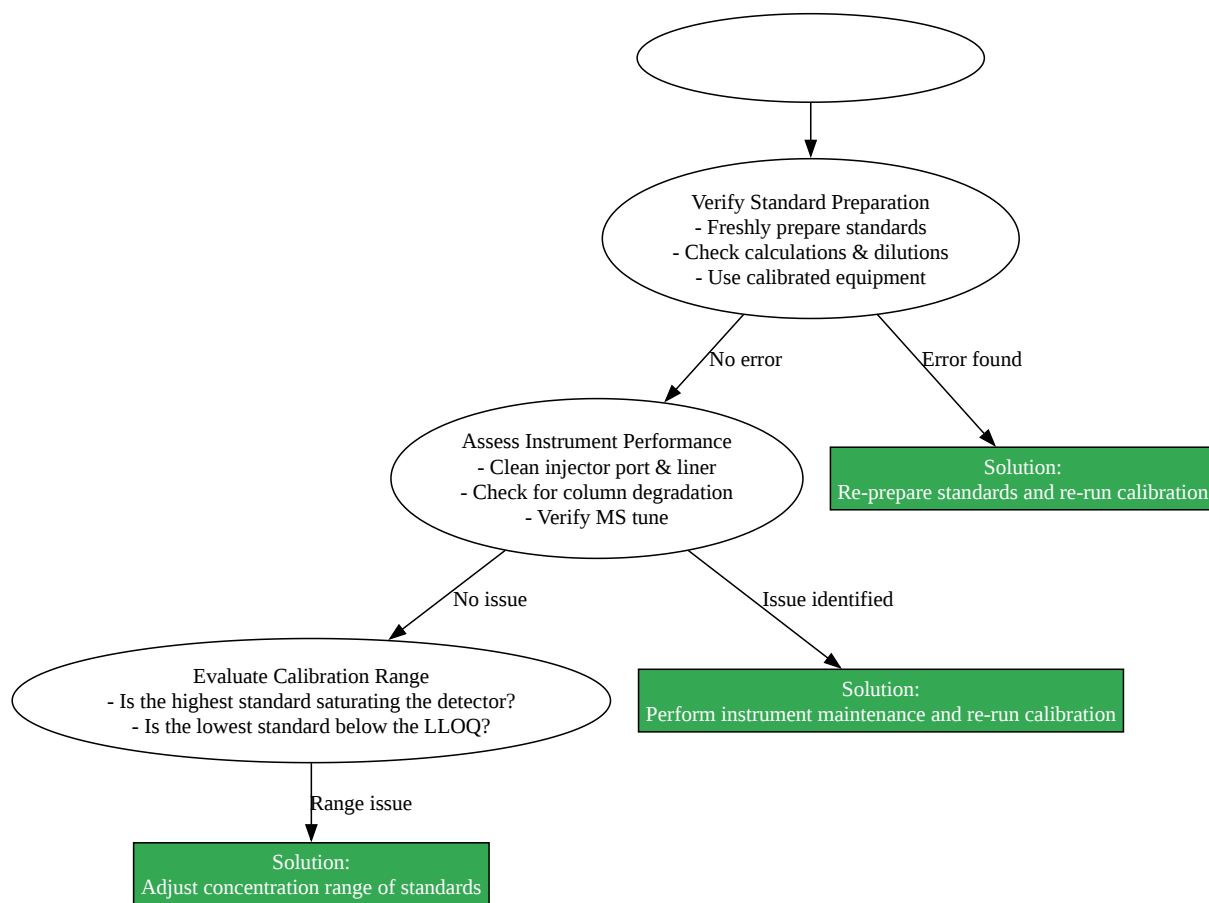 Verify Standard Preparation
- Freshly prepare standards
- Check calculations & dilutions
- Use calibrated equipment
No error
Error found
Assess Instrument Performance
- Clean injector port & liner
- Check for column degradation
- Verify MS tune
Solution:
Re-prepare standards and re-run calibration
No issue
Issue identified
Evaluate Calibration Range
- Is the highest standard saturating the detector?
- Is the lowest standard below the LLOQ?
Solution:
Perform instrument maintenance and re-run calibration
Range issue
Solution:
Adjust concentration range of standards